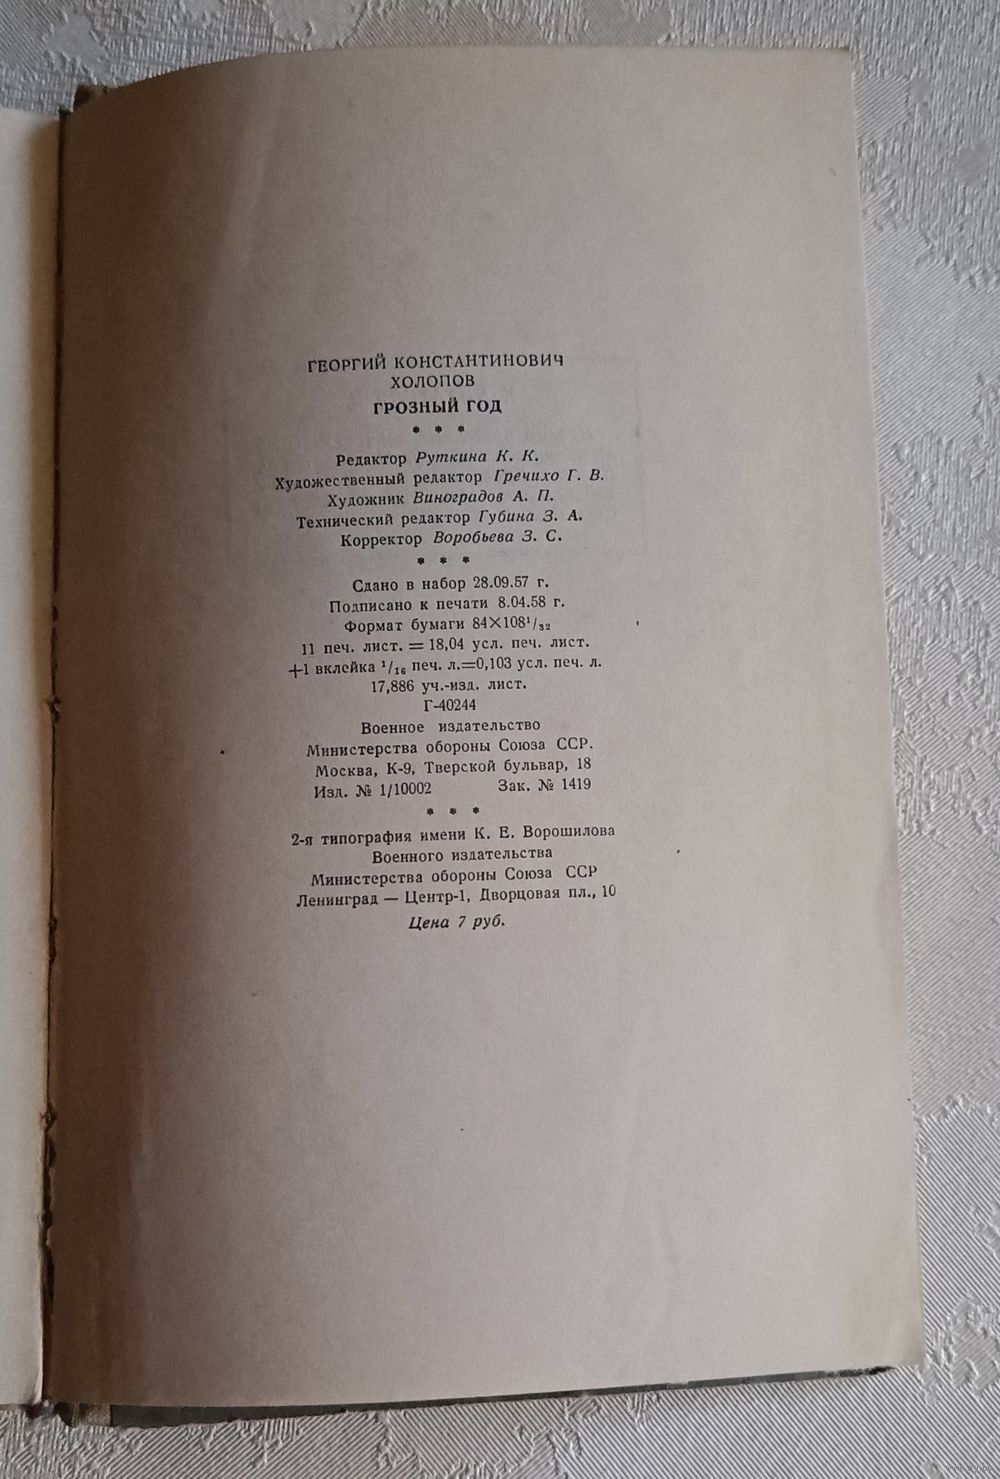 ГЕОРГИЙ КОНСТАНТИНОВИЧ
ХОЛОПОВ
ГРОЗНЫЙ ГОД
* * *
Редактор Руткина К. К.
Художественный редактор Гречихо Г. В.
Художник Виноградов А. П.
Технический редактор Губина З. А.
Корректор Воробьева З. С.
* * *
Сдано в набор 28.09.57 г.
Подписано к печати 8.04.58 г.
Формат бумаги 84×108¹/₃₂
11 печ. лист. = 18,04 усл. печ. лист.
+1 вклейка ¹/₁₆ печ. л.=0,103 усл. печ. л.
17,886 уч.-изд. лист.
Г-40244
Военное издательство
Министерства обороны Союза ССР.
Москва, К-9, Тверской бульвар, 18
Изд. № 1/10002 Зак. № 1419
* * *
2-я типография имени К. Е. Ворошилова
Военного издательства
Министерства обороны Союза ССР
Ленинград — Центр-1, Дворцовая пл., 10
Цена 7 руб.